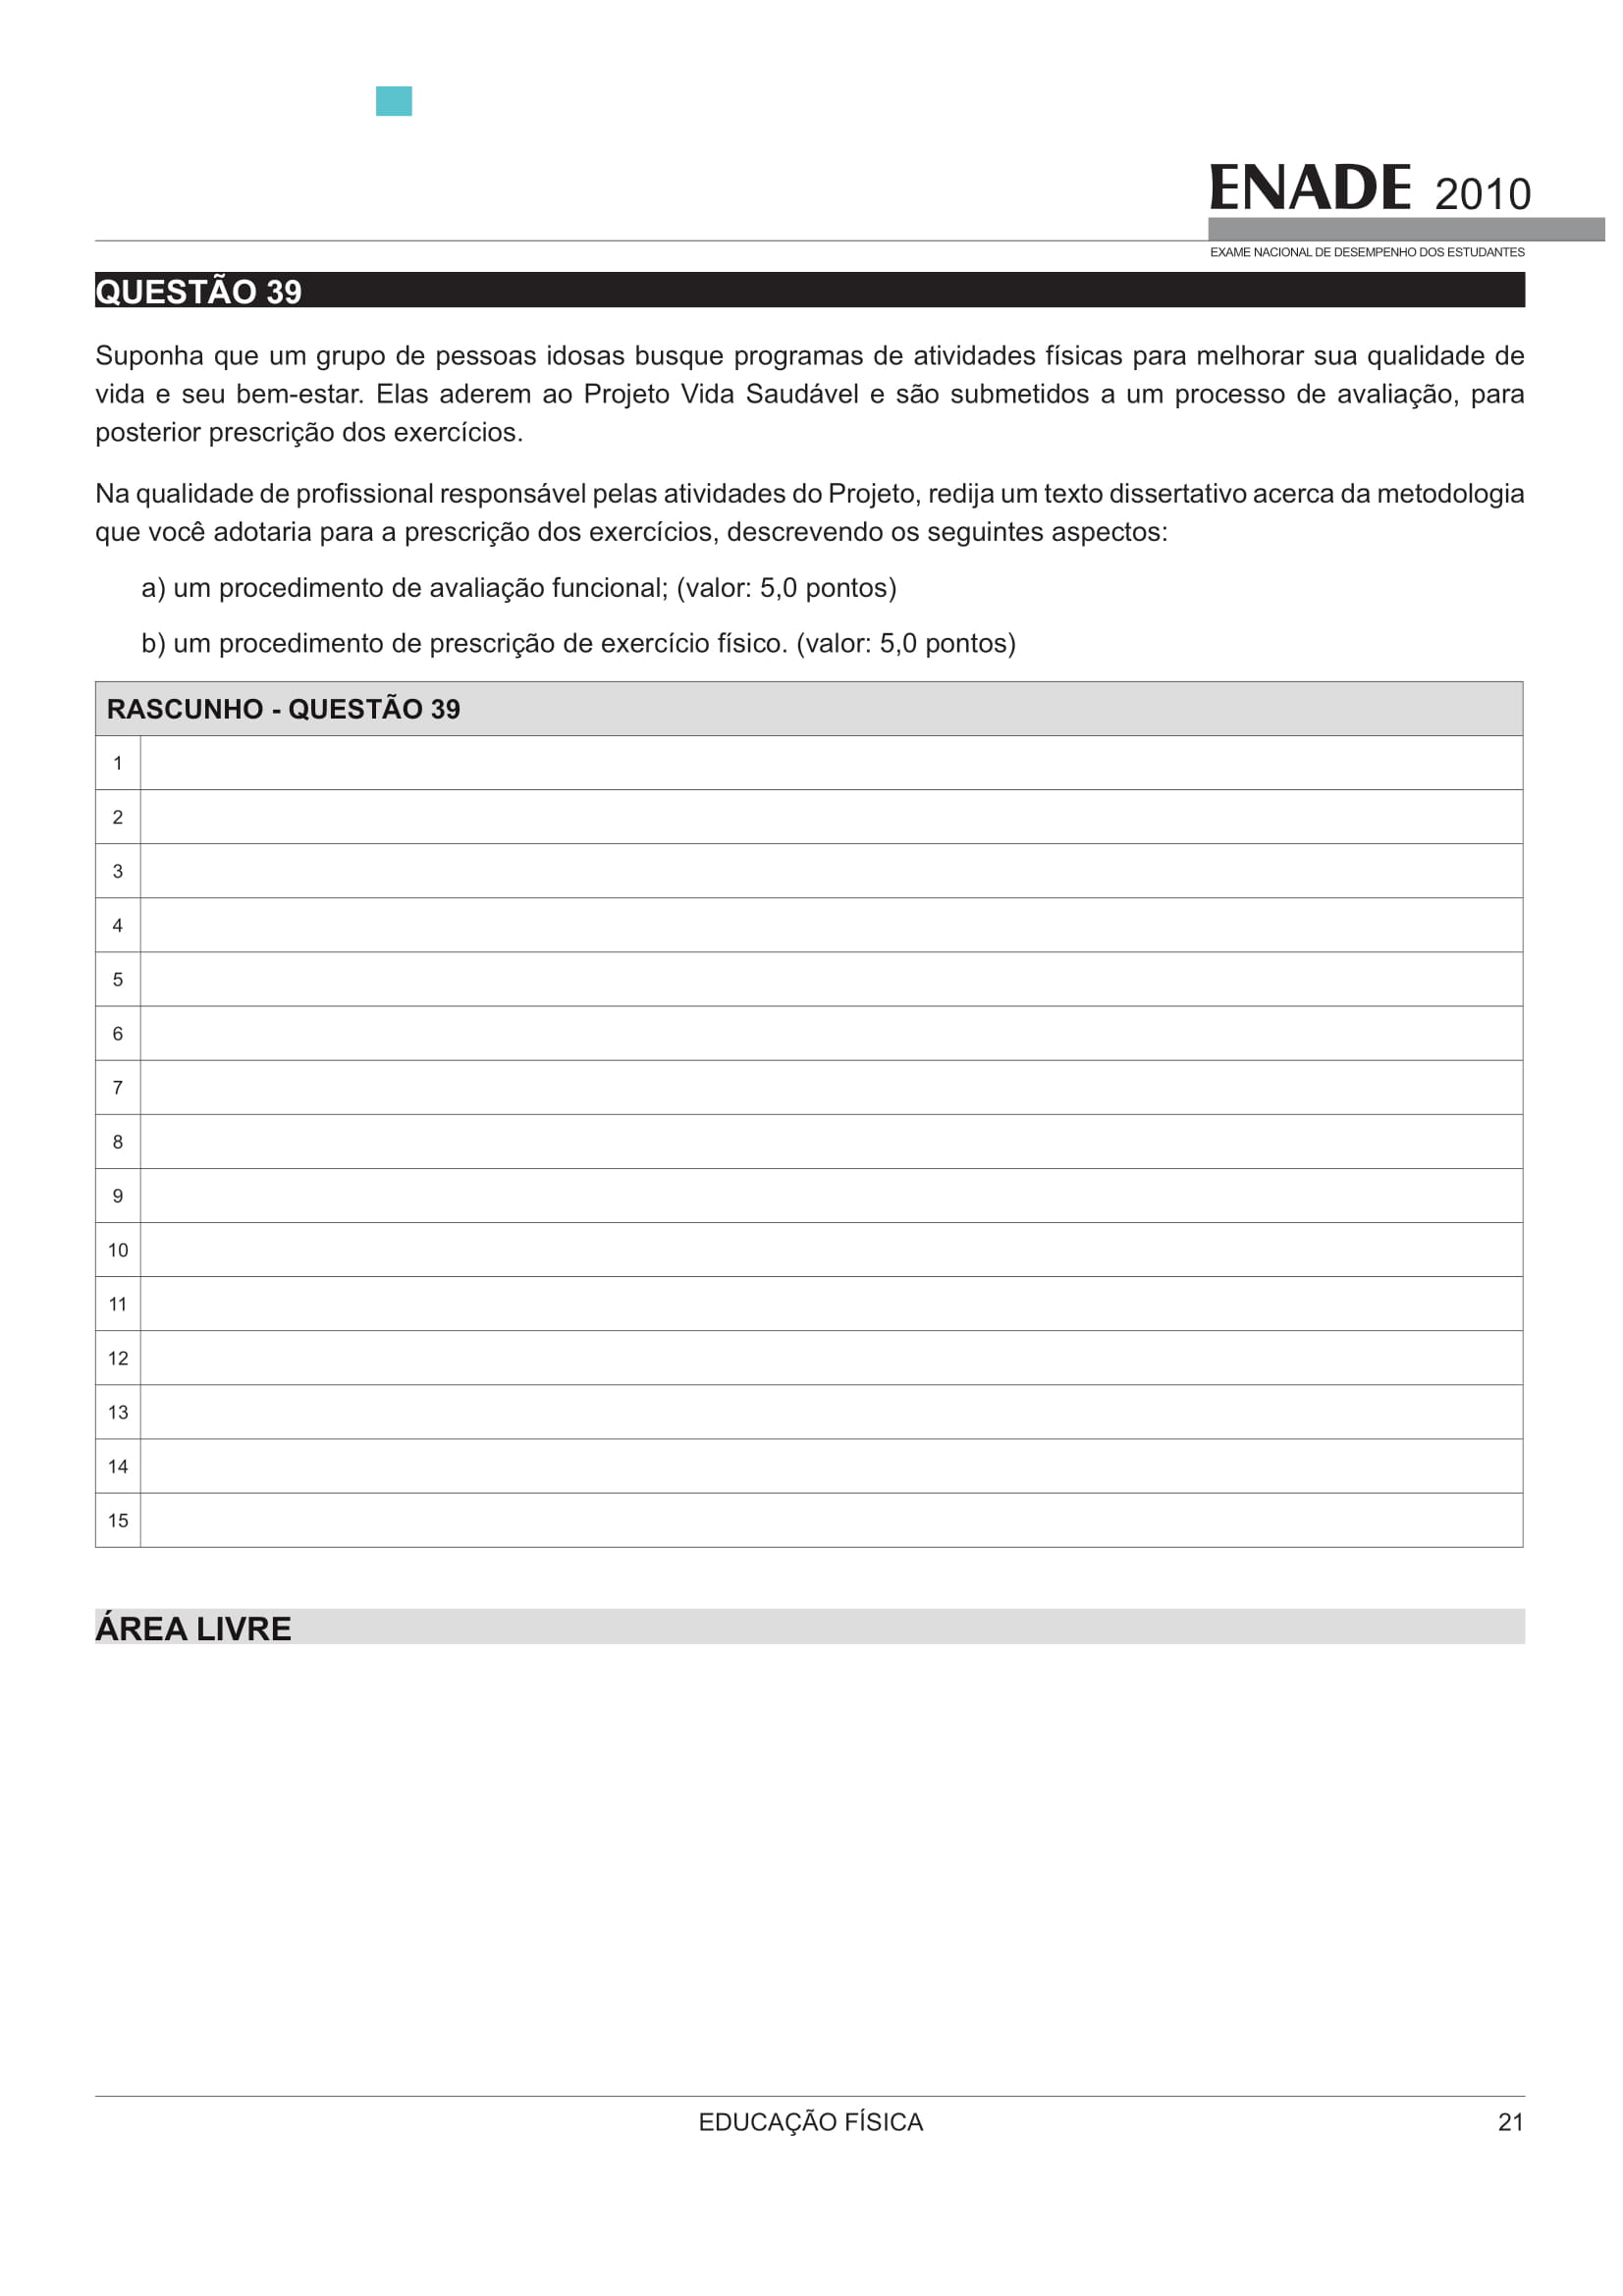 ENADE 2010
EXAME NACIONAL DE DESEMPENHO DOS ESTUDANTES
QUESTÃO 39
Suponha que um grupo de pessoas idosas busque programas de atividades físicas para melhorar sua qualidade de
vida e seu bem-estar. Elas aderem ao Projeto Vida Saudável e são submetidos a um processo de avaliação, para
posterior prescrição dos exercícios.
Na qualidade de profissional responsável pelas atividades do Projeto, redija um texto dissertativo acerca da metodologia
que você adotaria para a prescrição dos exercícios, descrevendo os seguintes aspectos:
a) um procedimento de avaliação funcional; (valor: 5,0 pontos)
b) um procedimento de prescrição de exercício físico. (valor: 5,0 pontos)
RASCUNHO - QUESTÃO 39
1
2
3
4
5
6
7
8
9
10
11
12
13
14
15
ÁREA LIVRE
EDUCAÇÃO FÍSICA
21